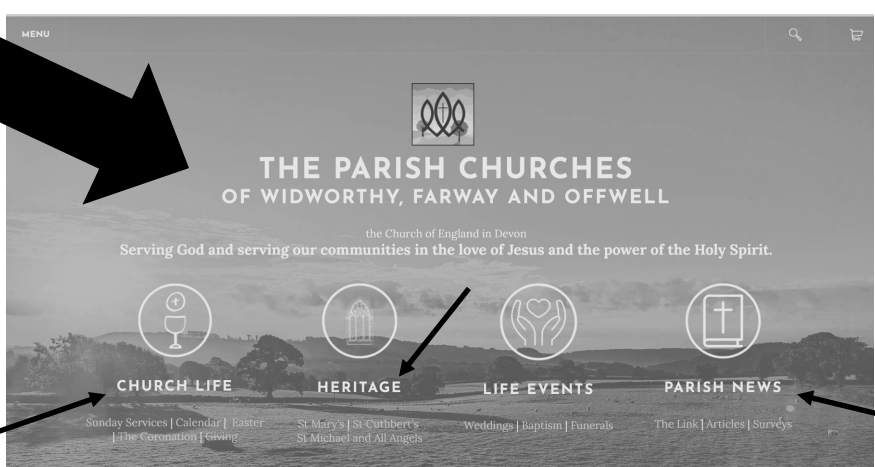 MENU
THE PARISH CHURCHES
OF WIDWORTHY, FARWAY AND OFFWELL
the Church of England in Devon
Serving God and serving our communities in the love of Jesus and the power of the Holy Spirit.
CHURCH LIFE
Sunday Services | Calendar | Easter
| The Coronation | Giving
HERITAGE
St Mary's | St Cuthbert's
St Michael and All Angels
LIFE EVENTS
Weddings | Baptism | Funerals
PARISH NEWS
The Link | Articles | Surveys